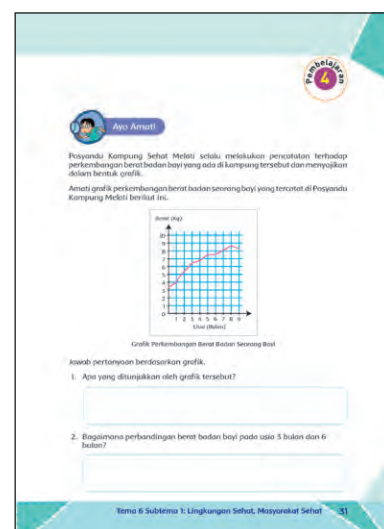 Pembelajaran
4
Ayo Amati
Posyandu Kampung Sehat Melati selalu melakukan pencatatan terhadap
perkembangan berat badan bayi yang ada di kampung tersebut dan menyajikan
dalam bentuk grafik.
Amati grafik perkembangan berat badan seorang bayi yang tercatat di Posyandu
Kampung Melati berikut ini.
Berat (Kg)
10
9
8
7
6
5
4
3
2
1
0
1 2 3 4 5 6 7 8 9
Umur (Bulan)
Grafik Perkembangan Berat Badan Seorang Bayi
Jawab pertanyaan berdasarkan grafik.
1. Apa yang ditunjukkan oleh grafik tersebut?
2. Bagaimana perbandingan berat badan bayi pada usia 3 bulan dan 6
bulan?
Tema 6 Subtema 1: Lingkungan Sehat, Masyarakat Sehat 31